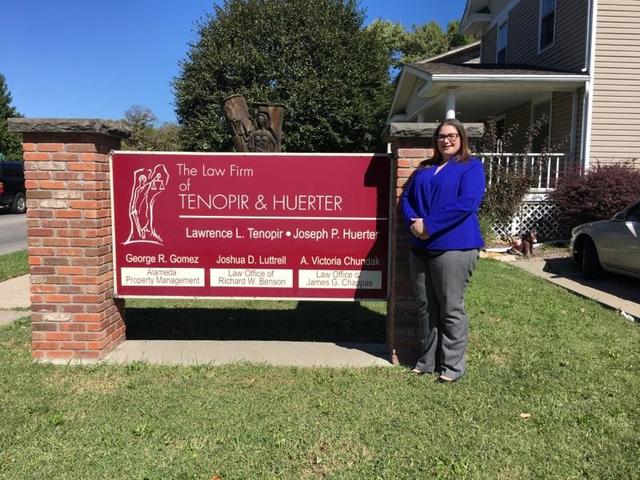 The Law Firm
of
TENOPIR & HUERTER
Lawrence L. Tenopir • Joseph P. Huerter
George R. Gomez Joshua D. Luttrell A. Victoria Chundak
Alameda Law Office of Law Office of
Property Management Richard W. Benson James G. Chappas